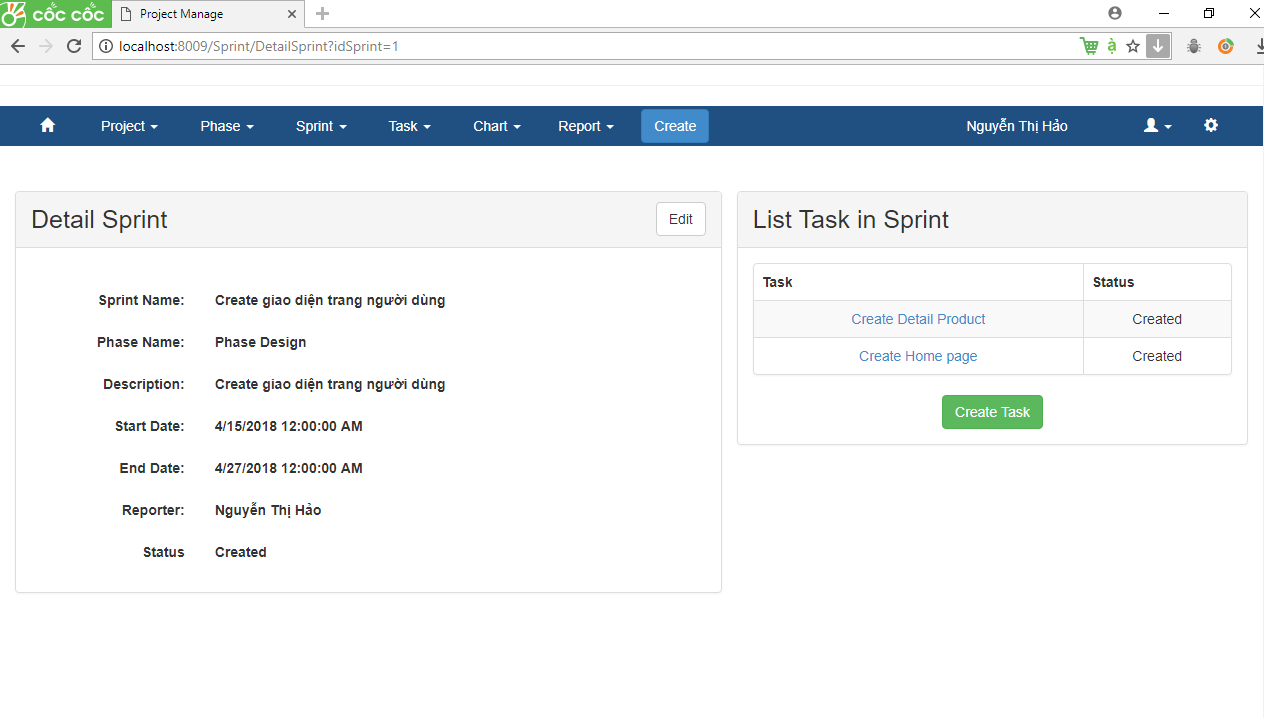 cốc cốc
Project Manage
localhost:8009/Sprint/DetailSprint?idSprint=1
à
Project Phase Sprint Task Chart Report Create Nguyễn Thị Hảo
Detail Sprint
Edit
Sprint Name: Create giao diện trang người dùng
Phase Name: Phase Design
Description: Create giao diện trang người dùng
Start Date: 4/15/2018 12:00:00 AM
End Date: 4/27/2018 12:00:00 AM
Reporter: Nguyễn Thị Hảo
Status Created
List Task in Sprint
Task Status
Create Detail Product Created
Create Home page Created
Create Task